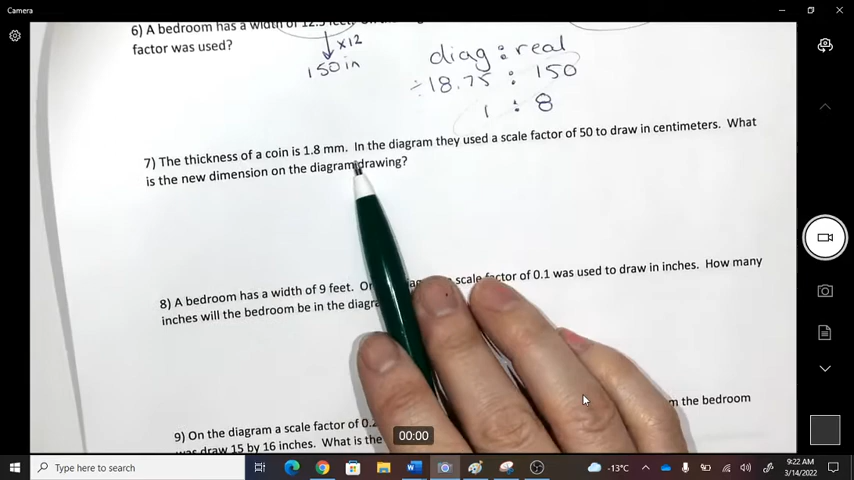 Camera
6) A bedroom has a width of 12.5 feet.
factor was used?
x12
150in
diag : real
÷18.75 : 150
1 : 8
7) The thickness of a coin is 1.8 mm. In the diagram they used a scale factor of 50 to draw in centimeters. What
is the new dimension on the diagram drawing?
8) A bedroom has a width of 9 feet. scale factor of 0.1 was used to draw in inches. How many
inches will the bedroom be in the
9) On the diagram a scale factor of the bedroom
was draw 15 by 16 inches. What is the
00:00
Type here to search
-13°C
9:22 AM
3/14/2022